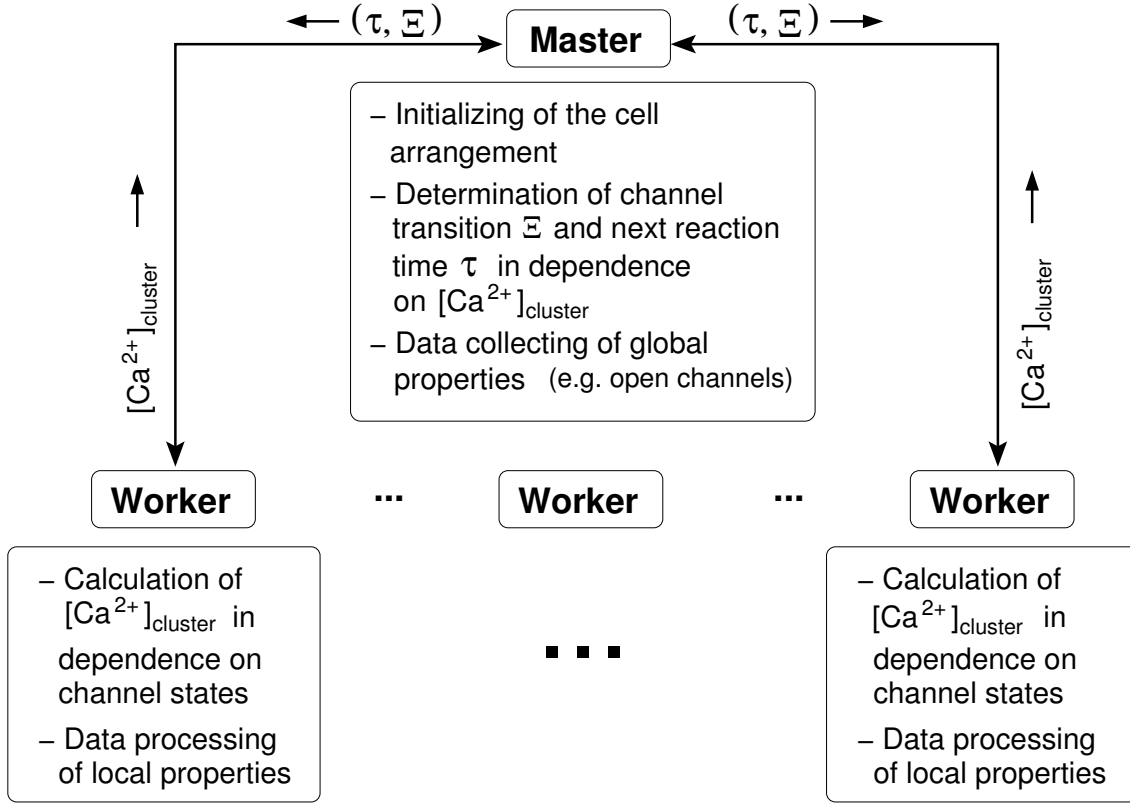 ← (τ, Ξ)
(τ, Ξ) →
Master
– Initializing of the cell
arrangement
– Determination of channel
transition Ξ and next reaction
time τ in dependence
on [Ca²⁺]cluster
– Data collecting of global
properties (e.g. open channels)
[Ca²⁺]cluster →
[Ca²⁺]cluster →
Worker
...
Worker
...
Worker
– Calculation of
[Ca²⁺]cluster in
dependence on
channel states
– Data processing
of local properties
...
– Calculation of
[Ca²⁺]cluster in
dependence on
channel states
– Data processing
of local properties